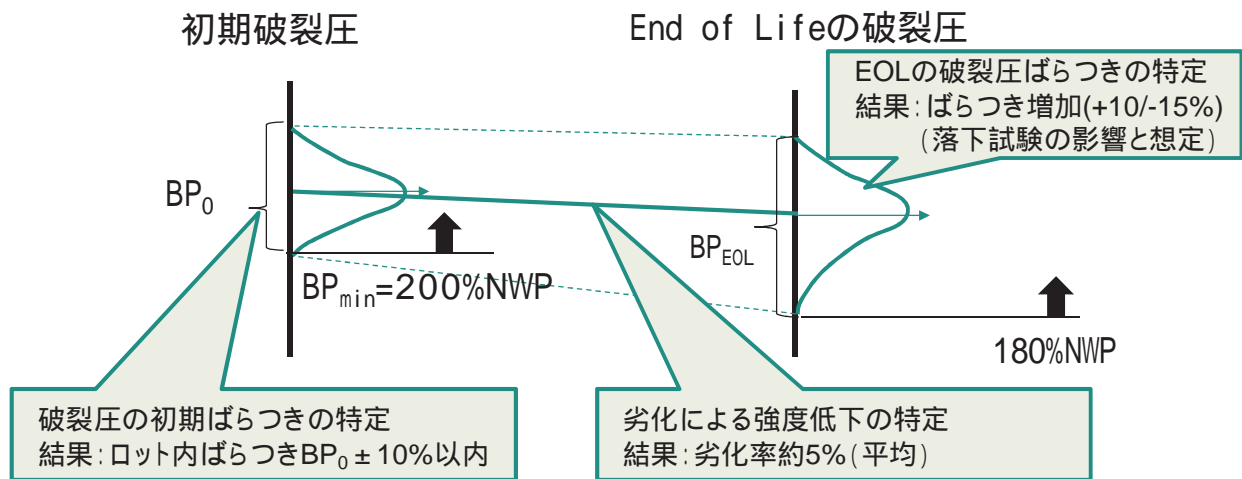 初期破裂圧
End of Lifeの破裂圧
EOLの破裂圧ばらつきの特定
結果:ばらつき増加(+10/-15%)
(落下試験の影響と想定)
BP₀
BPₘᵢₙ=200%NWP
BP_EOL
180%NWP
破裂圧の初期ばらつきの特定
結果:ロット内ばらつきBP₀±10%以内
劣化による強度低下の特定
結果:劣化率約5%(平均)